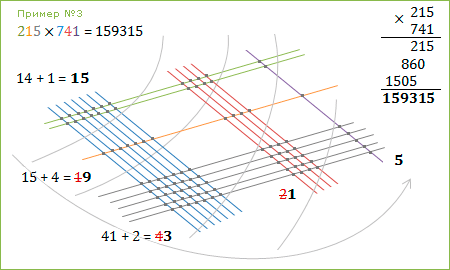 Пример №3
215 × 741 = 159315
× 215
741
215
860
1505
159315
14 + 1 = 15
15 + 4 = 19
41 + 2 = 43
21
5